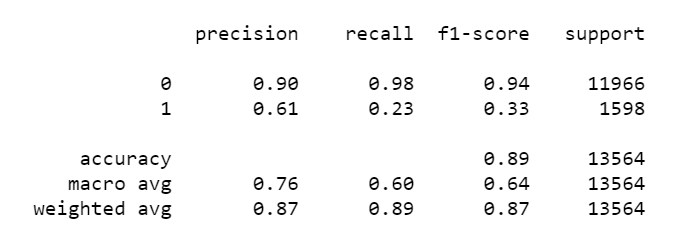 precision recall f1-score support
0 0.90 0.98 0.94 11966
1 0.61 0.23 0.33 1598
accuracy 0.89 13564
macro avg 0.76 0.60 0.64 13564
weighted avg 0.87 0.89 0.87 13564